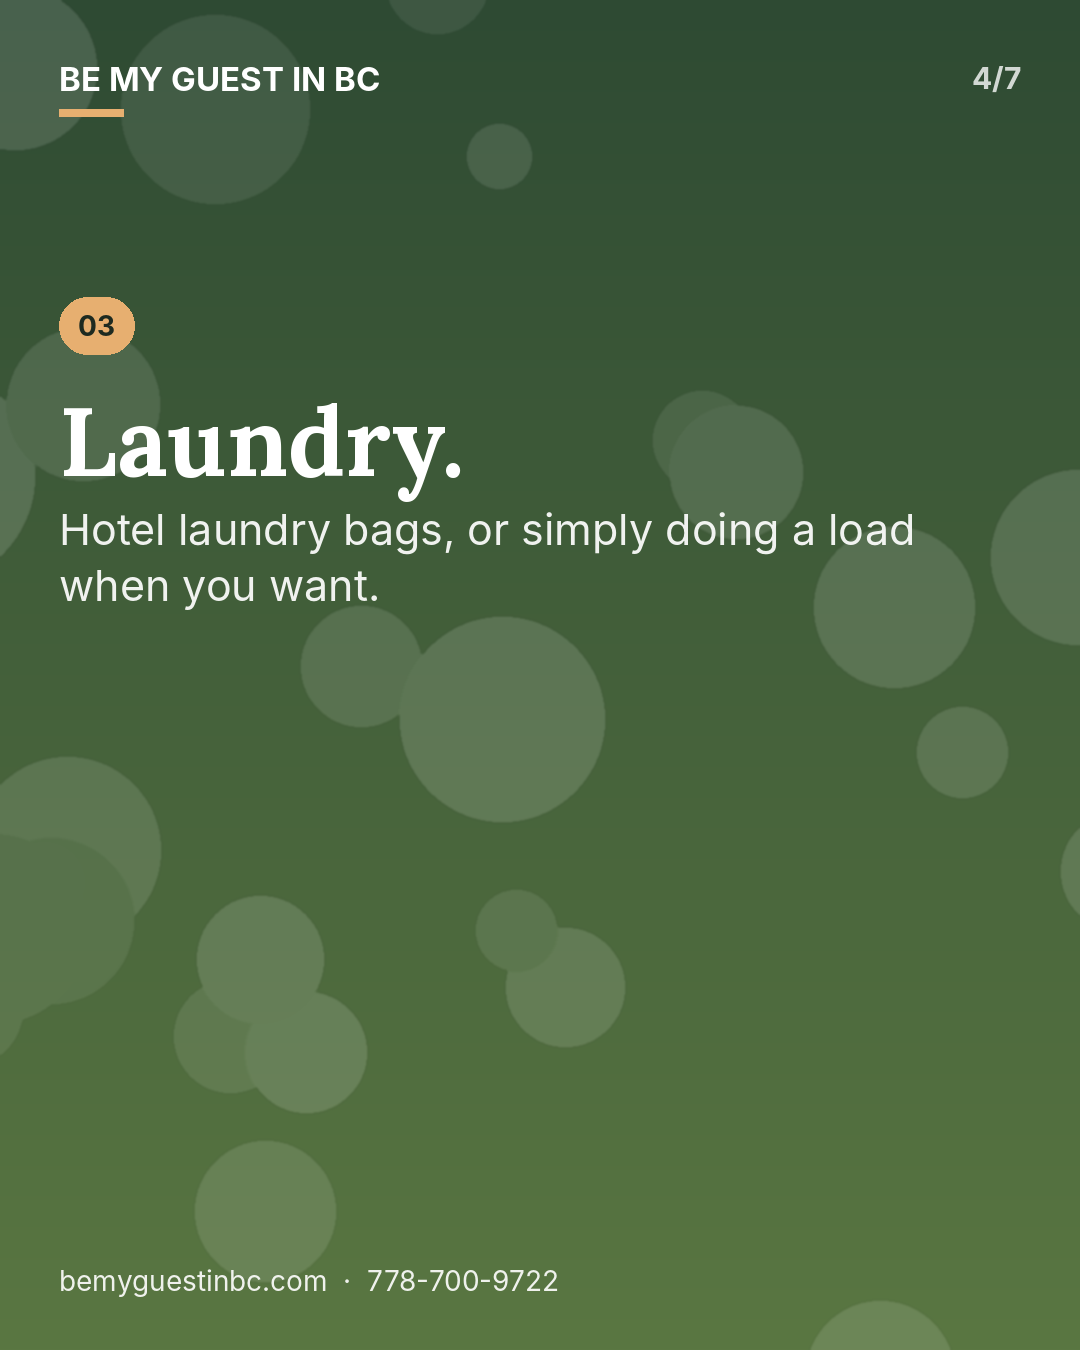 BE MY GUEST IN BC
4/7
03
Laundry.
Hotel laundry bags, or simply doing a load
when you want.
bemyguestinbc.com · 778-700-9722